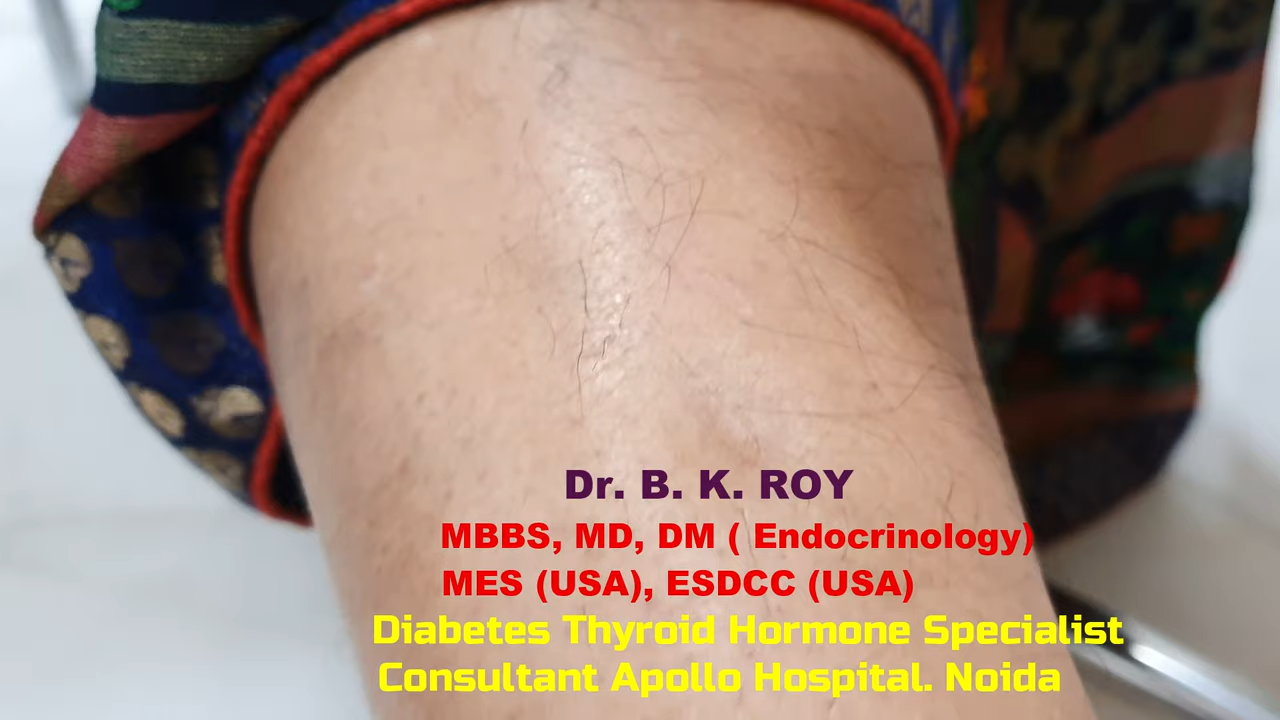 Dr. B. K. ROY
MBBS, MD, DM ( Endocrinology)
MES (USA), ESDCC (USA)
Diabetes Thyroid Hormone Specialist
Consultant Apollo Hospital. Noida